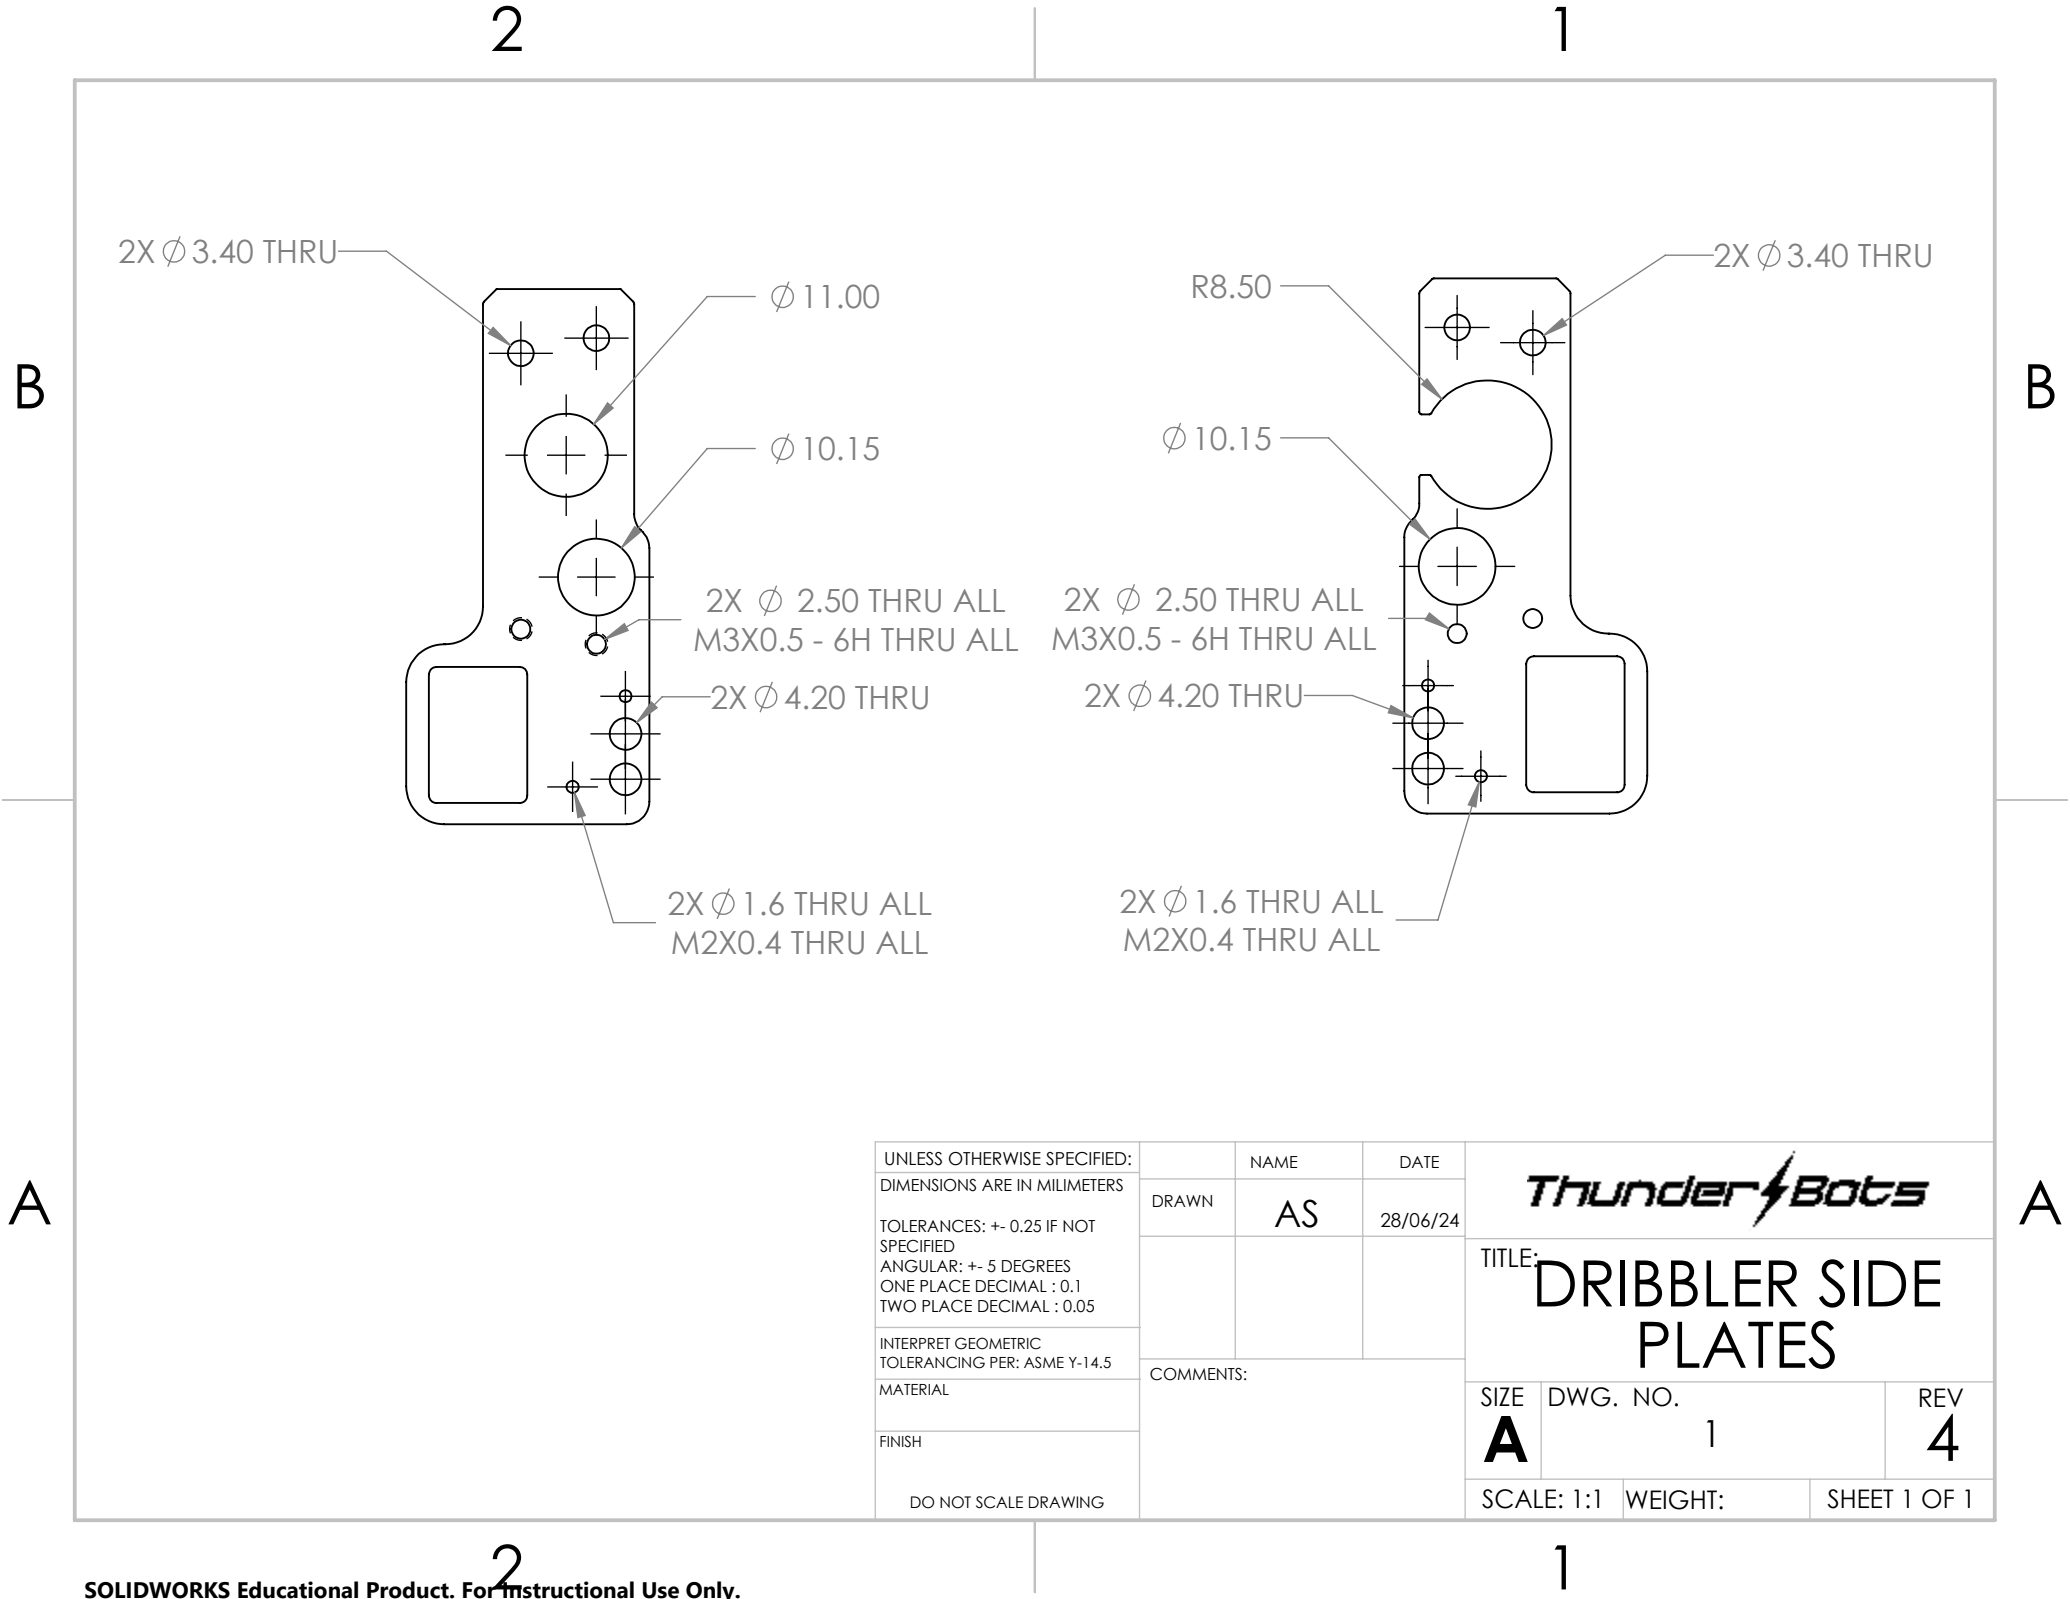 2
1
2X ⌀3.40 THRU
⌀11.00
R8.50
2X ⌀3.40 THRU
B
B
⌀10.15
⌀10.15
2X ⌀ 2.50 THRU ALL
M3X0.5 - 6H THRU ALL
2X ⌀ 2.50 THRU ALL
M3X0.5 - 6H THRU ALL
2X ⌀4.20 THRU
2X ⌀4.20 THRU
2X ⌀1.6 THRU ALL
M2X0.4 THRU ALL
2X ⌀1.6 THRU ALL
M2X0.4 THRU ALL
A
A
UNLESS OTHERWISE SPECIFIED:
DIMENSIONS ARE IN MILIMETERS
TOLERANCES: +- 0.25 IF NOT
SPECIFIED
ANGULAR: +- 5 DEGREES
ONE PLACE DECIMAL : 0.1
TWO PLACE DECIMAL : 0.05
INTERPRET GEOMETRIC
TOLERANCING PER: ASME Y-14.5
MATERIAL
FINISH
DO NOT SCALE DRAWING
NAME
DATE
DRAWN
AS
28/06/24
COMMENTS:
ThunderBots
TITLE:
DRIBBLER SIDE
PLATES
SIZE
A
DWG. NO.
1
REV
4
SCALE: 1:1
WEIGHT:
SHEET 1 OF 1
2
1
SOLIDWORKS Educational Product. For Instructional Use Only.